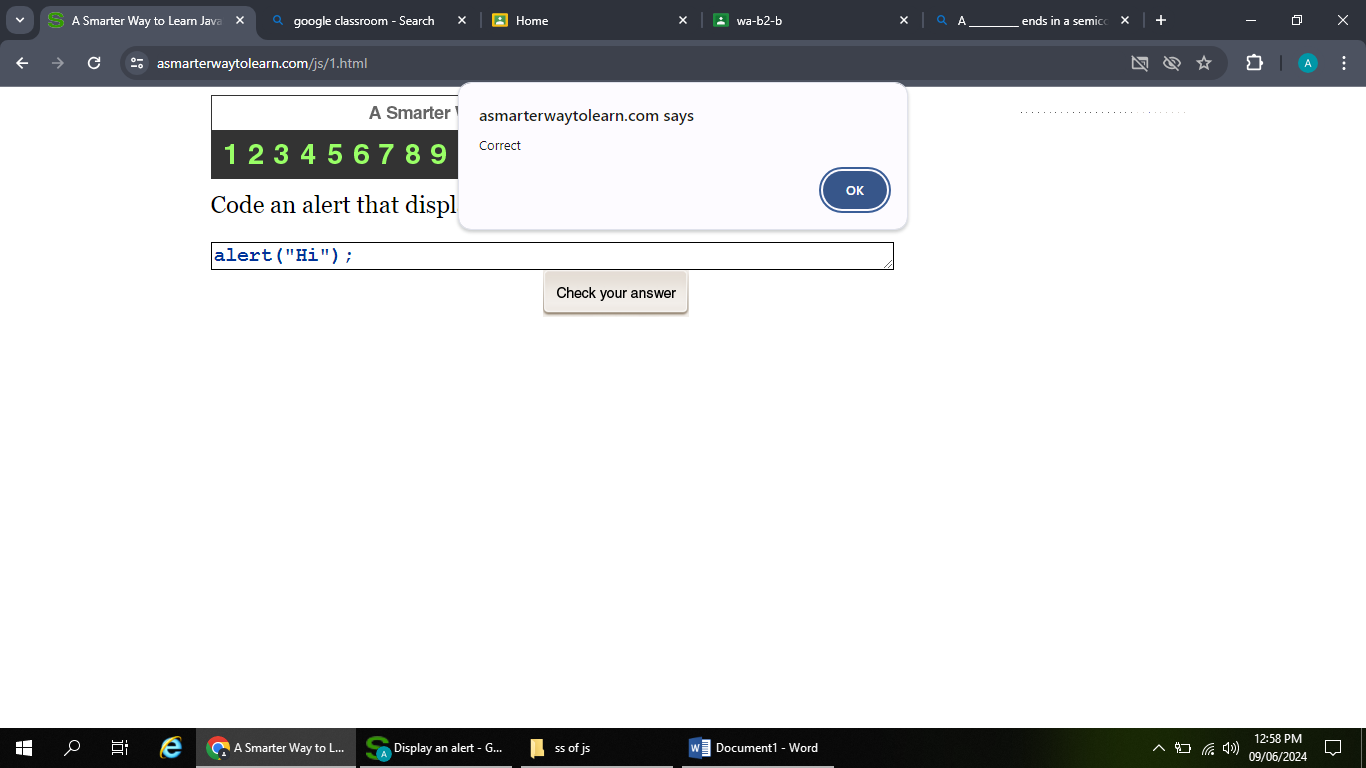 A Smarter Way to Learn Java
google classroom - Search
Home
wa-b2-b
A ________ ends in a semico
asmarterwaytolearn.com/js/1.html
A
A Smarter
1 2 3 4 5 6 7 8 9
asmarterwaytolearn.com says
Correct
OK
Code an alert that displ
alert("Hi");
Check your answer
A Smarter Way to L...
Display an alert - G...
ss of js
Document1 - Word
12:58 PM
09/06/2024